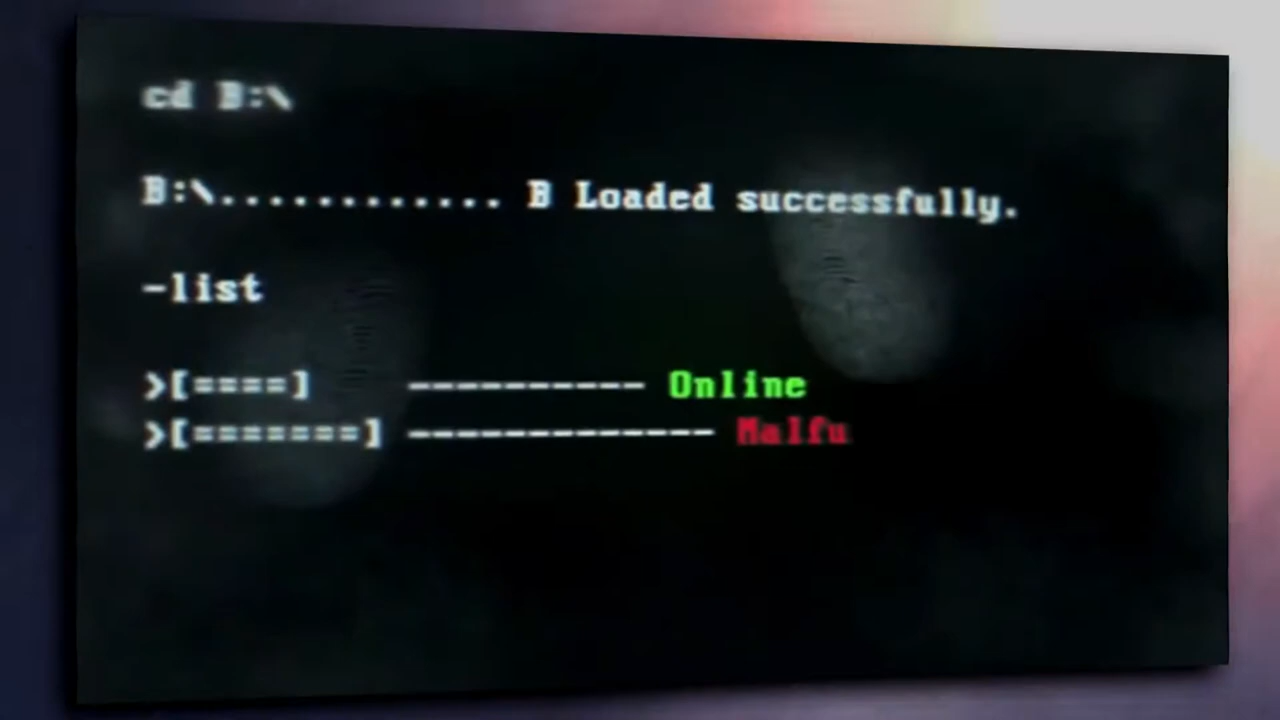 cd B:\
B:\............ B Loaded successfully.
-list
>[====] ---------- Online
>[=======] ------------- Malfu